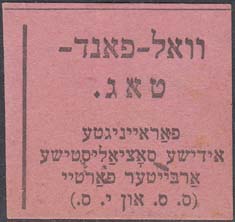 וואל-פאנד-
טאג.
פאראייניגטע
אידישע סאציאליסטישע
ארבייטער פארטיי
(ס. ס. און י. ס.)